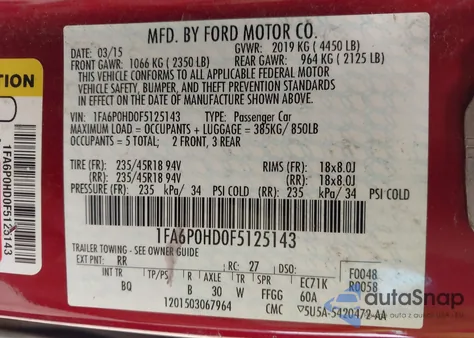 MFD. BY FORD MOTOR CO.
DATE: 03/15 GVWR: 2019 KG ( 4450 LB)
FRONT GAWR: 1066 KG ( 2350 LB) REAR GAWR: 964 KG ( 2125 LB)
THIS VEHICLE CONFORMS TO ALL APPLICABLE FEDERAL MOTOR
VEHICLE SAFETY, BUMPER, AND THEFT PREVENTION STANDARDS
IN EFFECT ON THE DATE OF MANUFACTURE SHOWN ABOVE.
VIN: 1FA6P0HD0F5125143 TYPE: Passenger Car
MAXIMUM LOAD = OCCUPANTS + LUGGAGE = 385KG/ 850LB
OCCUPANTS = 5 TOTAL; 2 FRONT, 3 REAR
TIRE (FR): 235/45R18 94V RIMS (FR): 18x8.0J
TIRE (RR): 235/45R18 94V RIMS (RR): 18x8.0J
PRESSURE (FR): 235 kPa/ 34 PSI COLD (RR): 235 kPa/ 34 PSI COLD
1FA6P0HD0F5125143
TRAILER TOWING - SEE OWNER GUIDE
EXT PNT: RR RC: 27 DSO: F0048
INT TR TP/PS R AXLE TR SPR EC71K R0058
BQ B 30 W FFGG 60A
1201503067964 CMC 5U5A-5420472-AA
TION
1FA6P0HD0F5125143
autoSnap